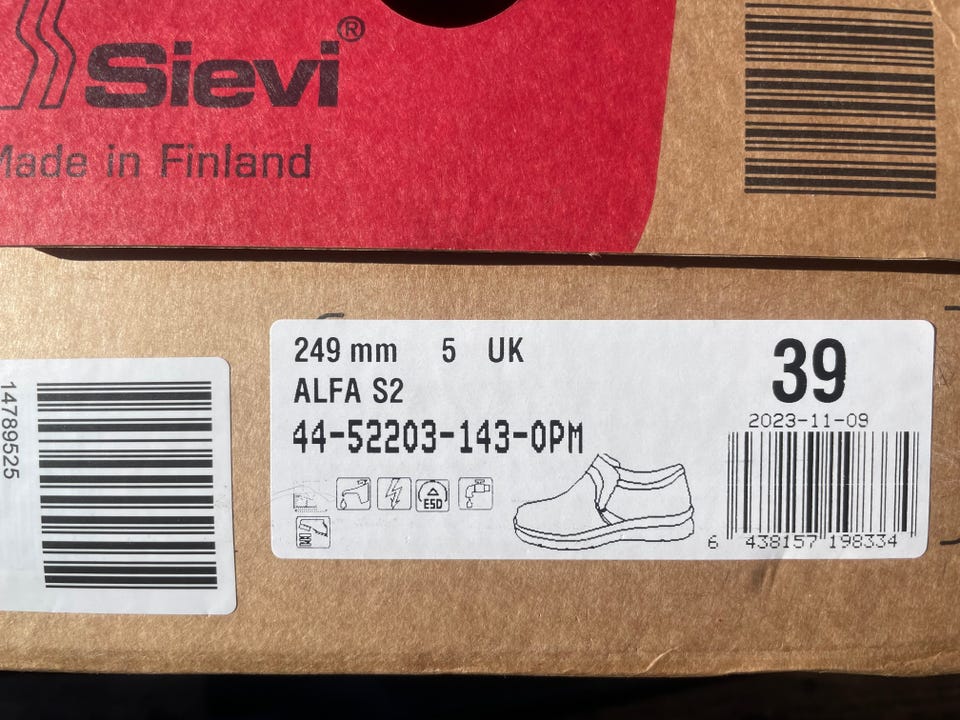 Sievi®
Made in Finland
249 mm 5 UK
39
ALFA S2
2023-11-09
44-52203-143-0PM
ESD
6 438157 198334
14789525